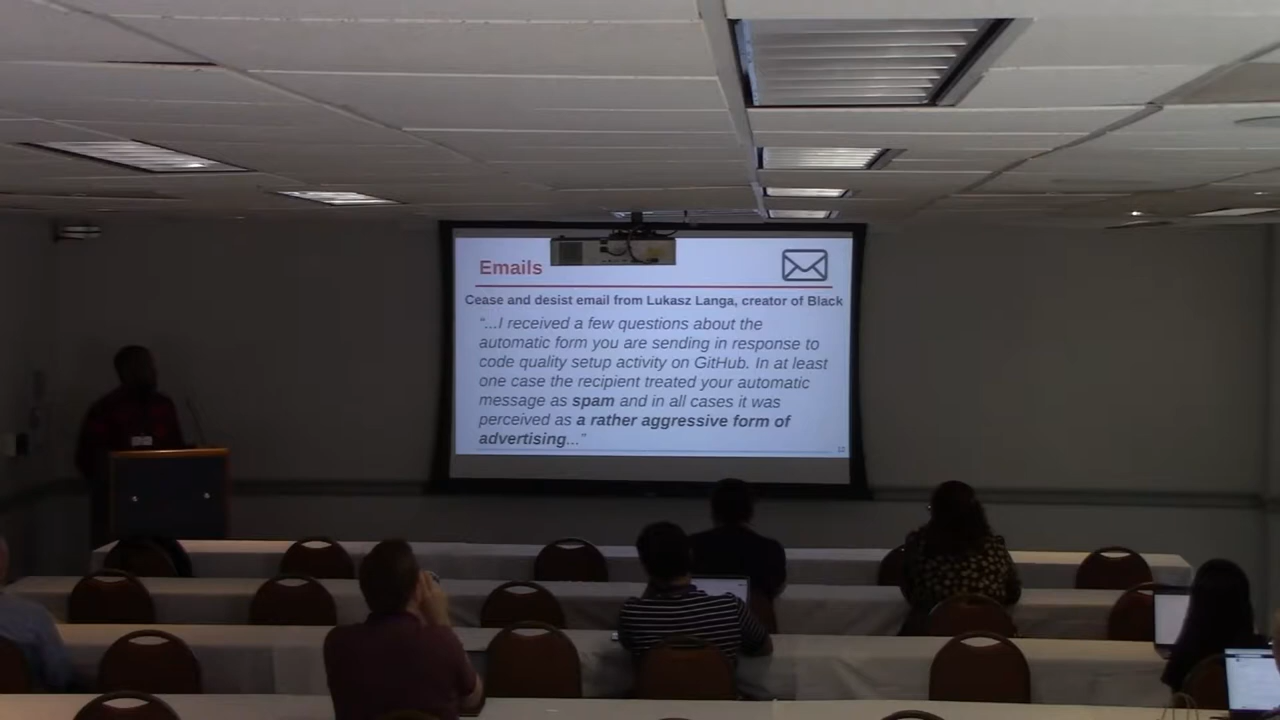 Emails
Cease and desist email from Lukasz Langa, creator of Black
“...I received a few questions about the
automatic form you are sending in response to
code quality setup activity on GitHub. In at least
one case the recipient treated your automatic
message as spam and in all cases it was
perceived as a rather aggressive form of
advertising...”